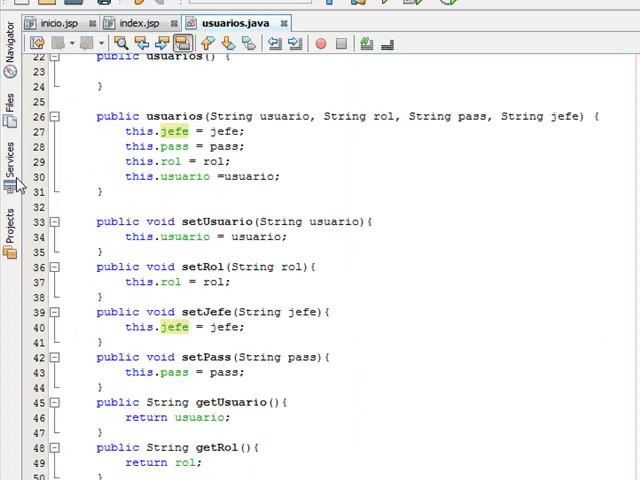 inicio.jsp index.jsp usuarios.java
Navigator
Files
Services
Projects
22 public usuarios() {
23
24 }
25
26 public usuarios(String usuario, String rol, String pass, String jefe) {
27 this.jefe = jefe;
28 this.pass = pass;
29 this.rol = rol;
30 this.usuario =usuario;
31 }
32
33 public void setUsuario(String usuario){
34 this.usuario = usuario;
35 }
36 public void setRol(String rol){
37 this.rol = rol;
38 }
39 public void setJefe(String jefe){
40 this.jefe = jefe;
41 }
42 public void setPass(String pass){
43 this.pass = pass;
44 }
45 public String getUsuario(){
46 return usuario;
47 }
48 public String getRol(){
49 return rol;
50 }